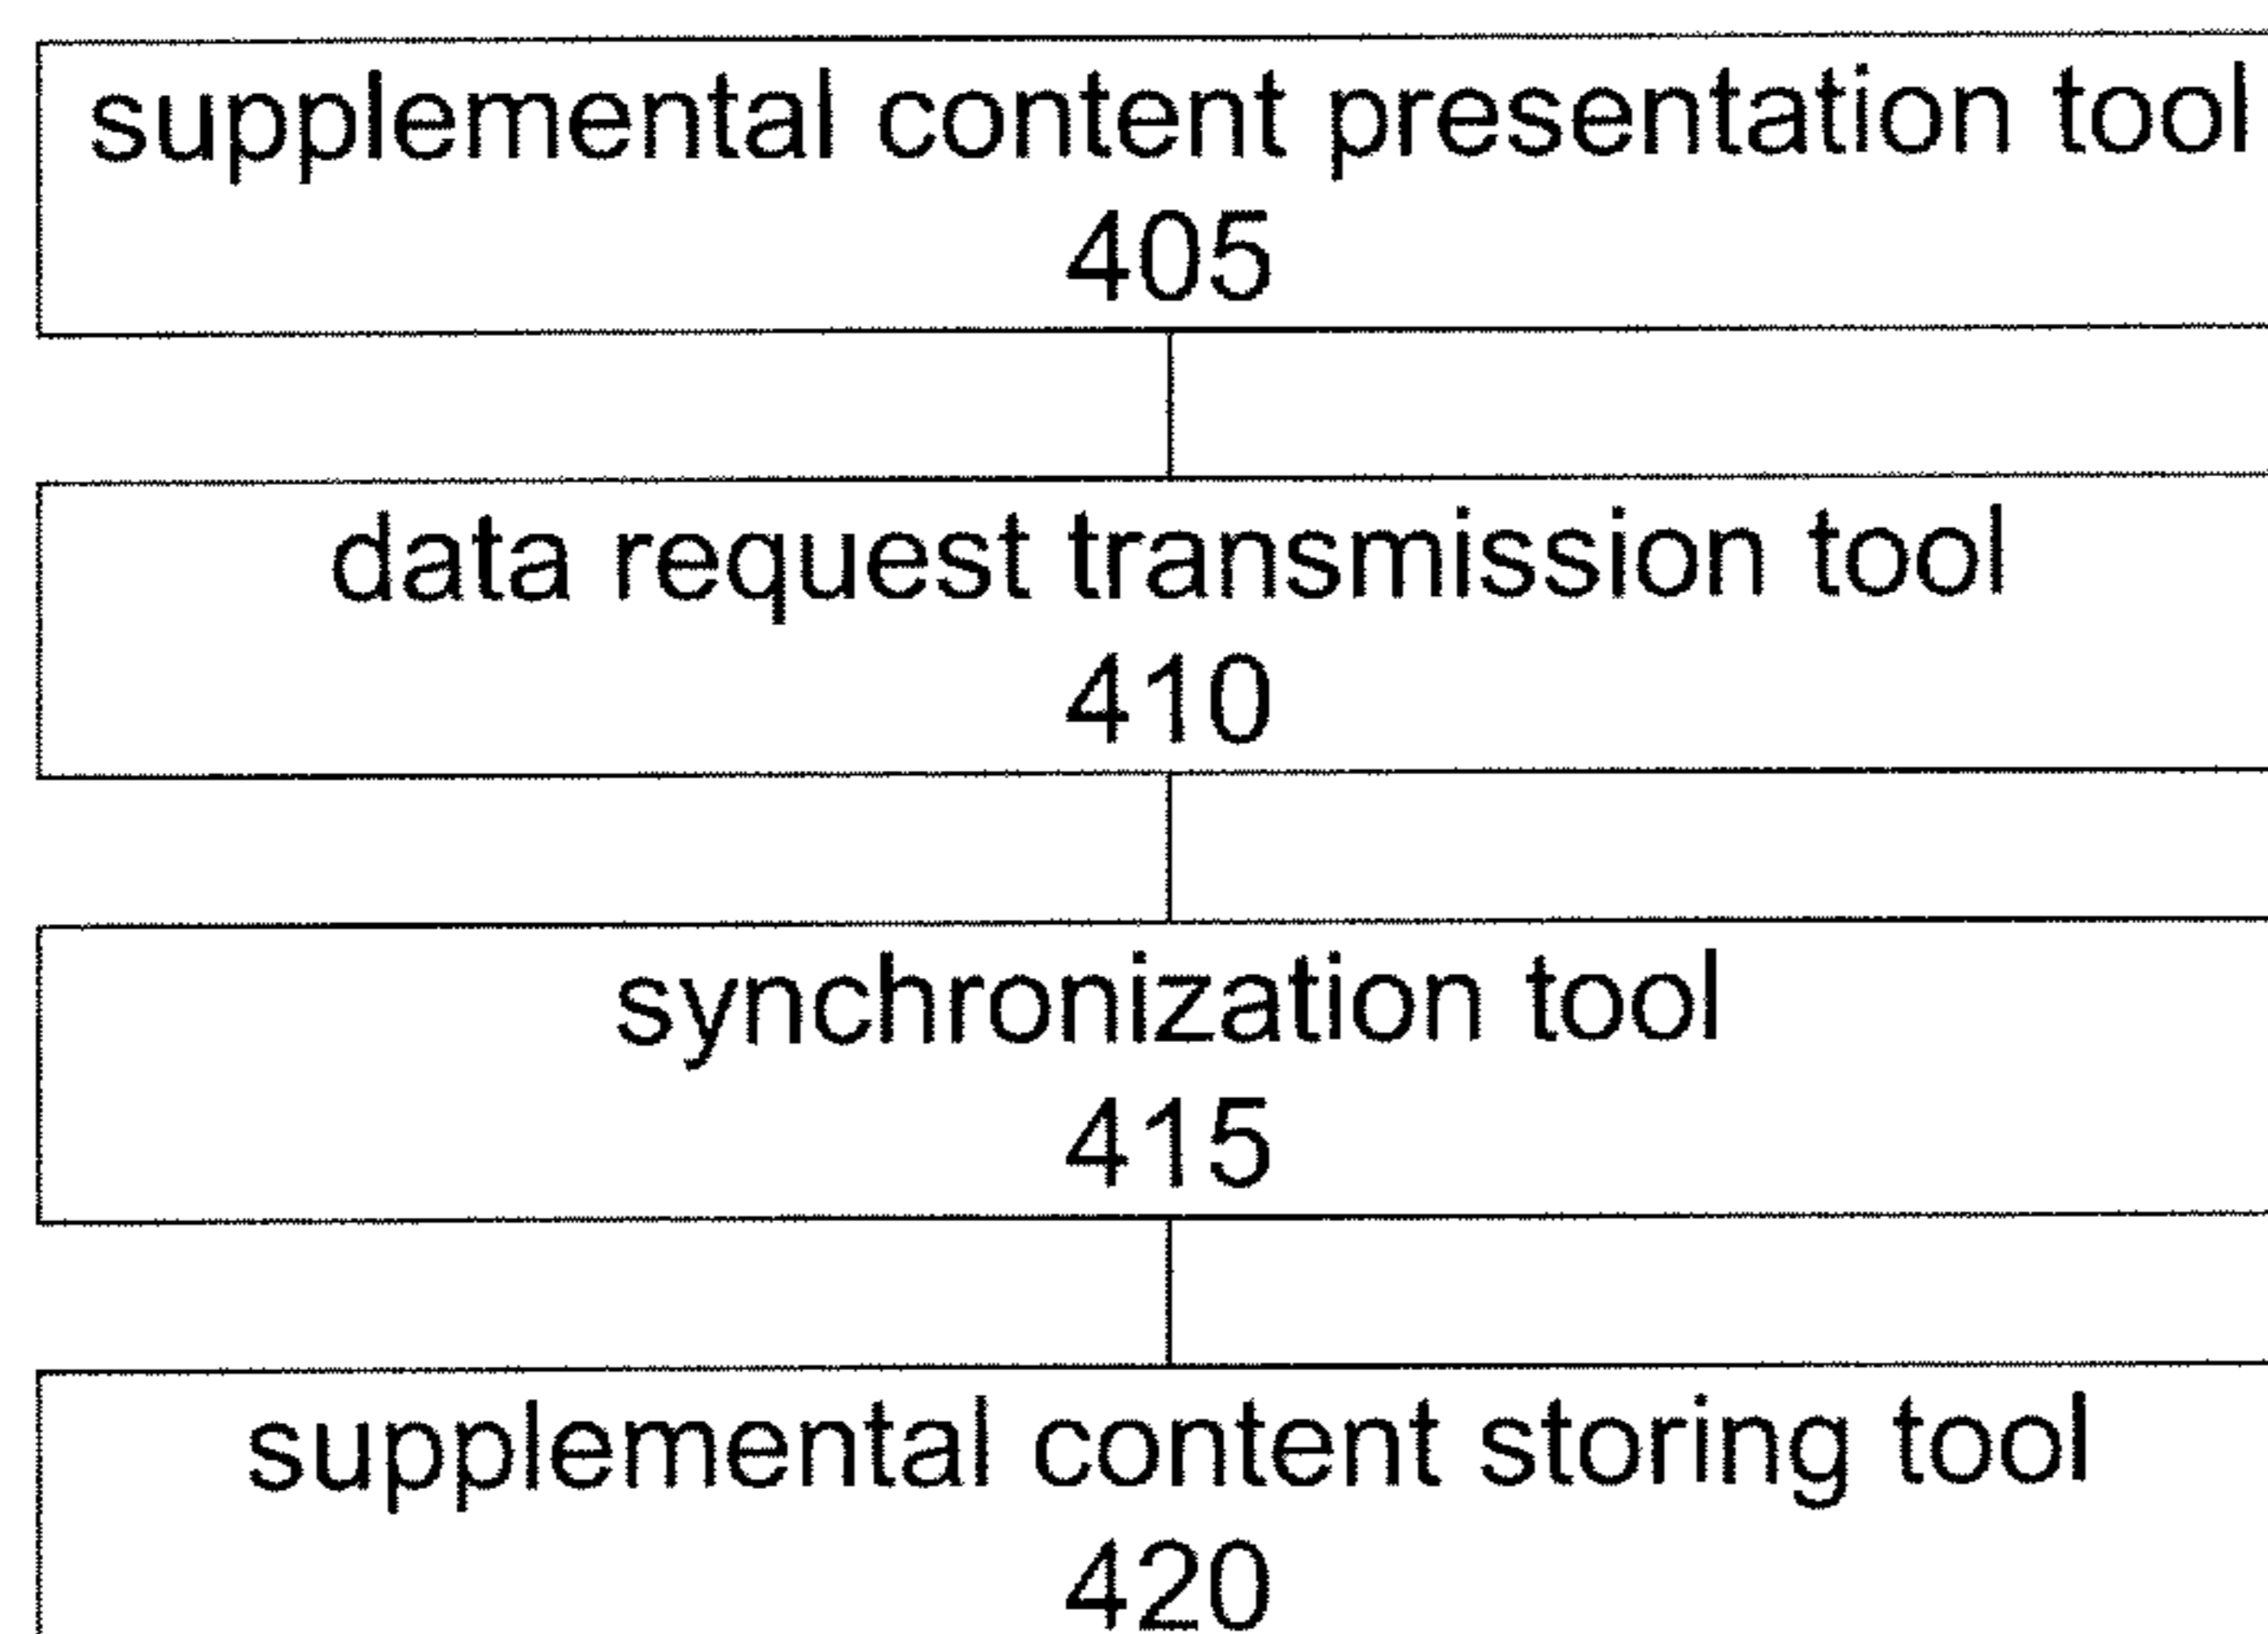 supplemental content presentation tool
405
data request transmission tool
410
synchronization tool
415
supplemental content storing tool
420